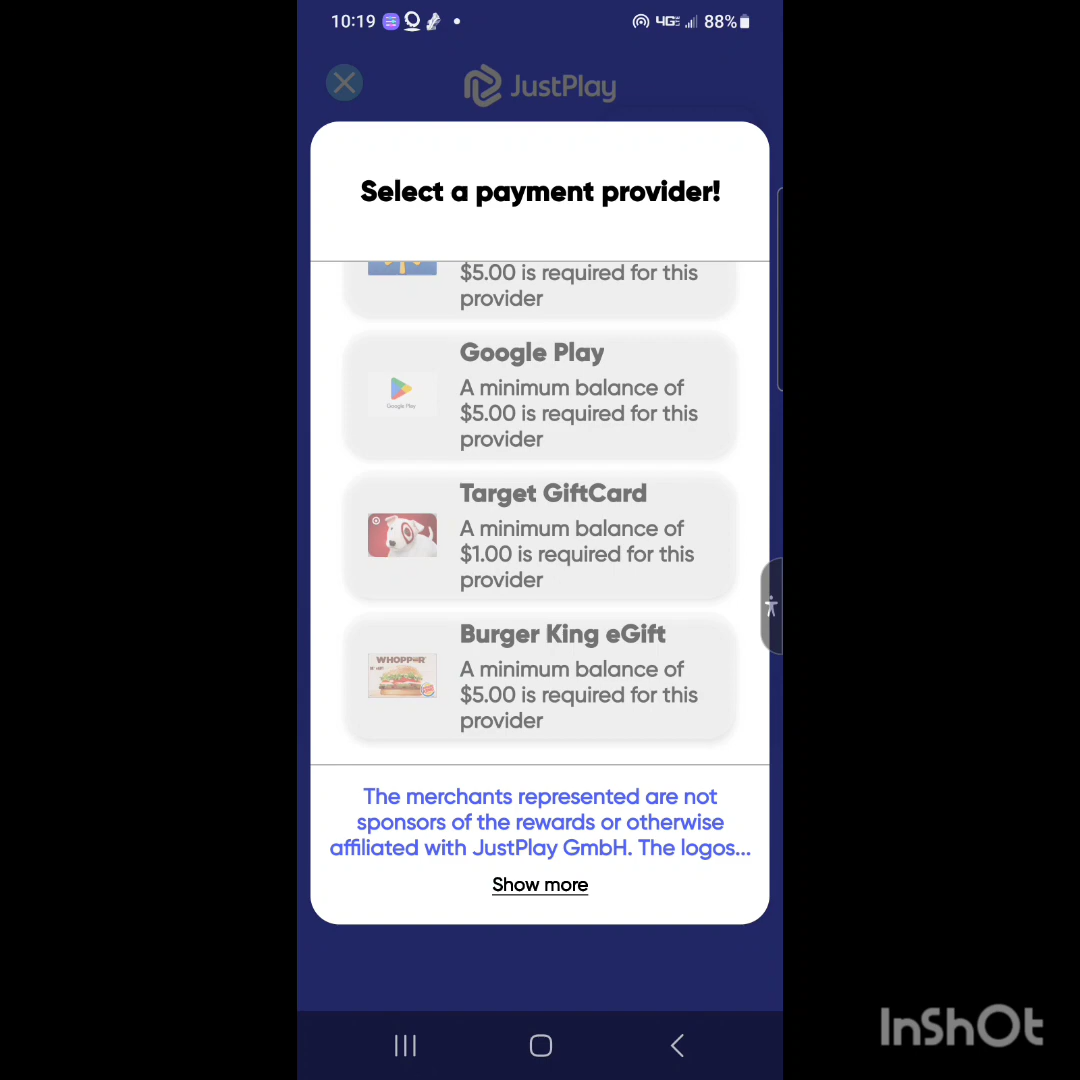 10:19
4GE 88%
JustPlay
Select a payment provider!
$5.00 is required for this
provider
Google Play
Google Play
A minimum balance of
$5.00 is required for this
provider
Target GiftCard
A minimum balance of
$1.00 is required for this
provider
Burger King eGift
WHOPPER
A minimum balance of
$5.00 is required for this
provider
The merchants represented are not
sponsors of the rewards or otherwise
affiliated with JustPlay GmbH. The logos...
Show more
InShOt